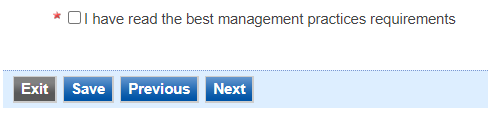 * I have read the best management practices requirements
Exit Save Previous Next